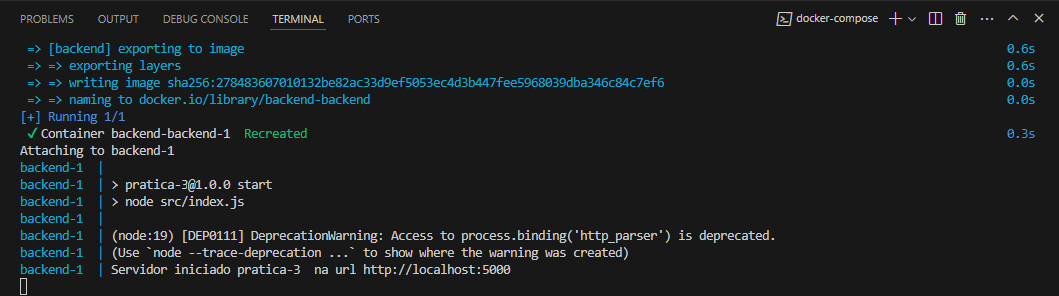 PROBLEMS OUTPUT DEBUG CONSOLE TERMINAL PORTS docker-compose
=> [backend] exporting to image 0.6s
=> => exporting layers 0.6s
=> => writing image sha256:278483607010132be82ac33d9ef5053ec4d3b447fee5968039dba346c84c7ef6 0.0s
=> => naming to docker.io/library/backend-backend 0.0s
[+] Running 1/1
✓ Container backend-backend-1 Recreated 0.3s
Attaching to backend-1
backend-1 |
backend-1 | > pratica-3@1.0.0 start
backend-1 | > node src/index.js
backend-1 |
backend-1 | (node:19) [DEP0111] DeprecationWarning: Access to process.binding('http_parser') is deprecated.
backend-1 | (Use `node --trace-deprecation ...` to show where the warning was created)
backend-1 | Servidor iniciado pratica-3 na url http://localhost:5000